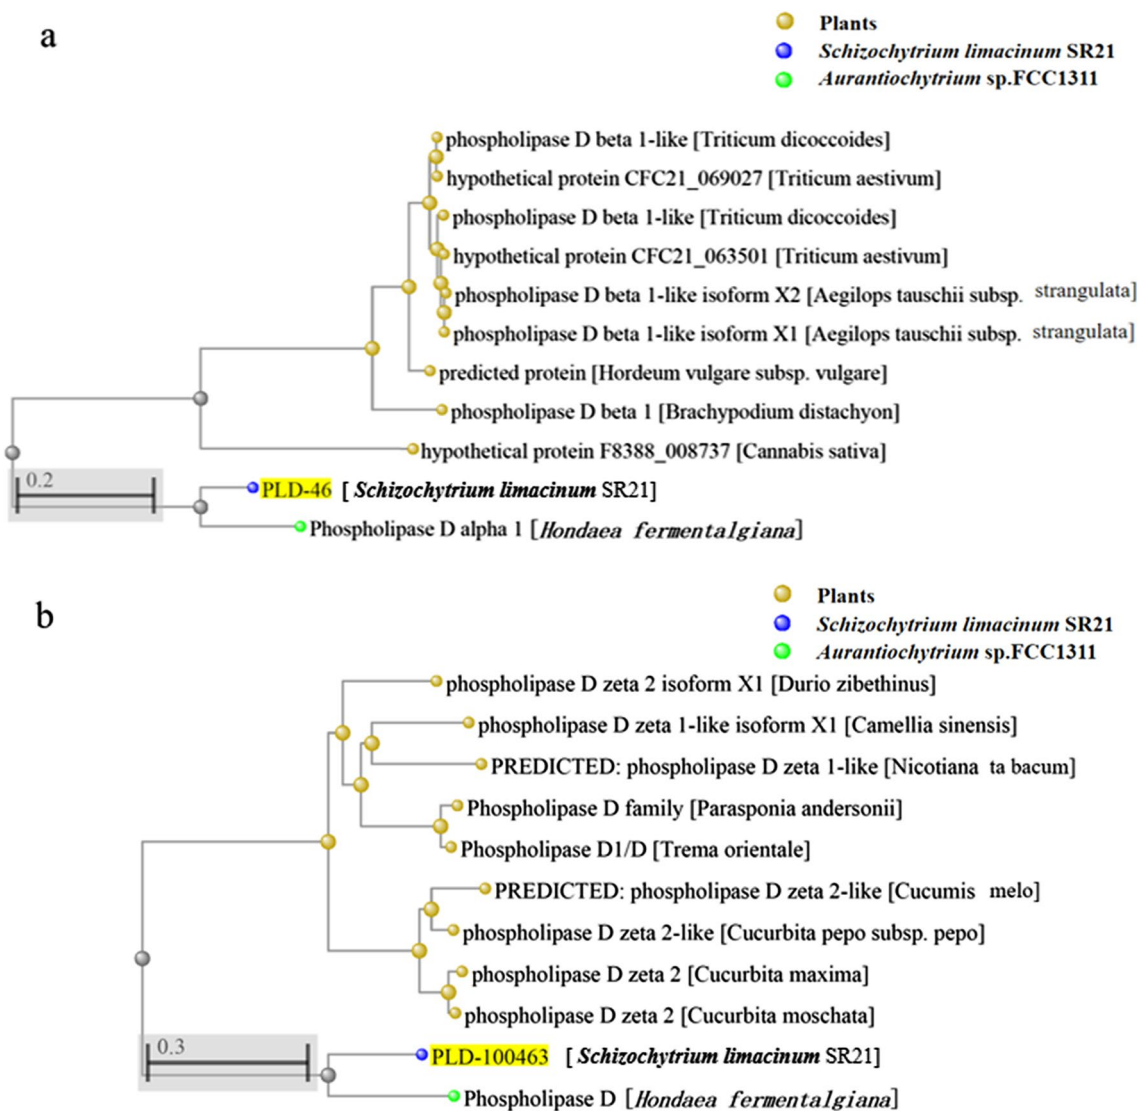 a
Plants
Schizochytrium limacinum SR21
Aurantiochytrium sp.FCC1311
phospholipase D beta 1-like [Triticum dicoccoides]
hypothetical protein CFC21_069027 [Triticum aestivum]
phospholipase D beta 1-like [Triticum dicoccoides]
hypothetical protein CFC21_063501 [Triticum aestivum]
phospholipase D beta 1-like isoform X2 [Aegilops tauschii subsp. strangulata]
phospholipase D beta 1-like isoform X1 [Aegilops tauschii subsp. strangulata]
predicted protein [Hordeum vulgare subsp. vulgare]
phospholipase D beta 1 [Brachypodium distachyon]
hypothetical protein F8388_008737 [Cannabis sativa]
0.2
PLD-46 [ Schizochytrium limacinum SR21]
Phospholipase D alpha 1 [Hondaea fermentalgiana]
b
Plants
Schizochytrium limacinum SR21
Aurantiochytrium sp.FCC1311
phospholipase D zeta 2 isoform X1 [Durio zibethinus]
phospholipase D zeta 1-like isoform X1 [Camellia sinensis]
PREDICTED: phospholipase D zeta 1-like [Nicotiana ta bacum]
Phospholipase D family [Parasponia andersonii]
Phospholipase D1/D [Trema orientale]
PREDICTED: phospholipase D zeta 2-like [Cucumis melo]
phospholipase D zeta 2-like [Cucurbita pepo subsp. pepo]
phospholipase D zeta 2 [Cucurbita maxima]
phospholipase D zeta 2 [Cucurbita moschata]
0.3
PLD-100463 [ Schizochytrium limacinum SR21]
Phospholipase D [Hondaea fermentalgiana]